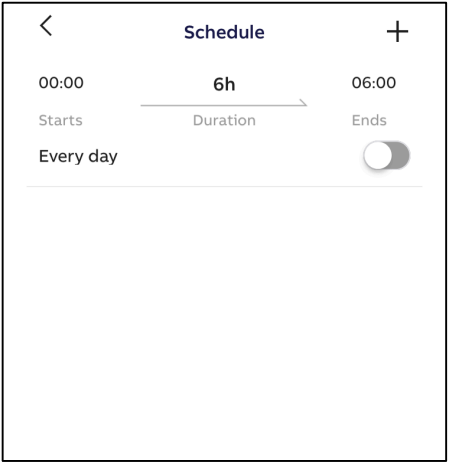 Schedule
00:00 6h 06:00
Starts Duration Ends
Every day